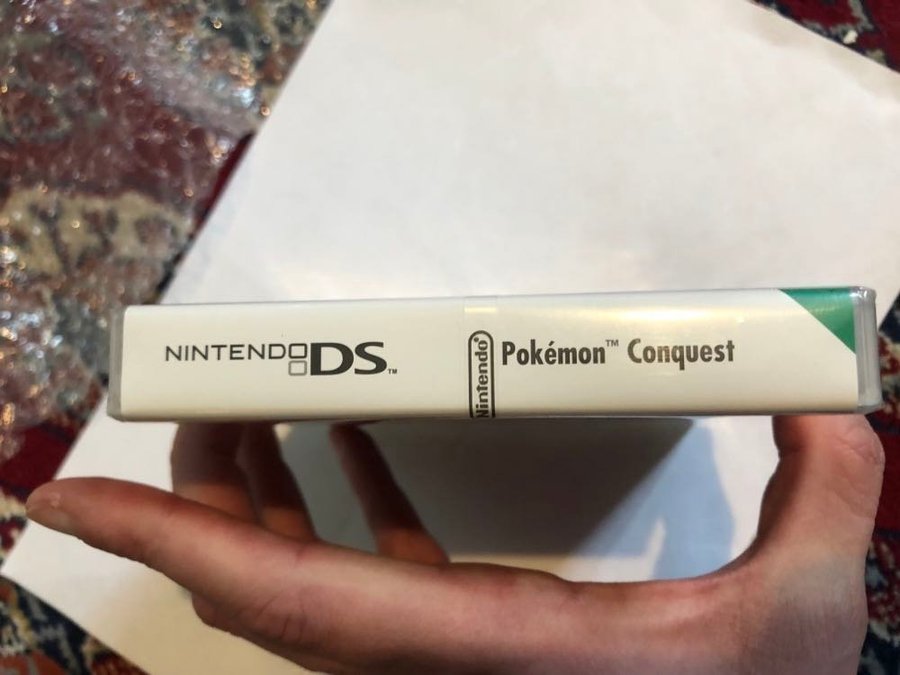 NINTENDO DS™
Nintendo®
Pokémon™ Conquest